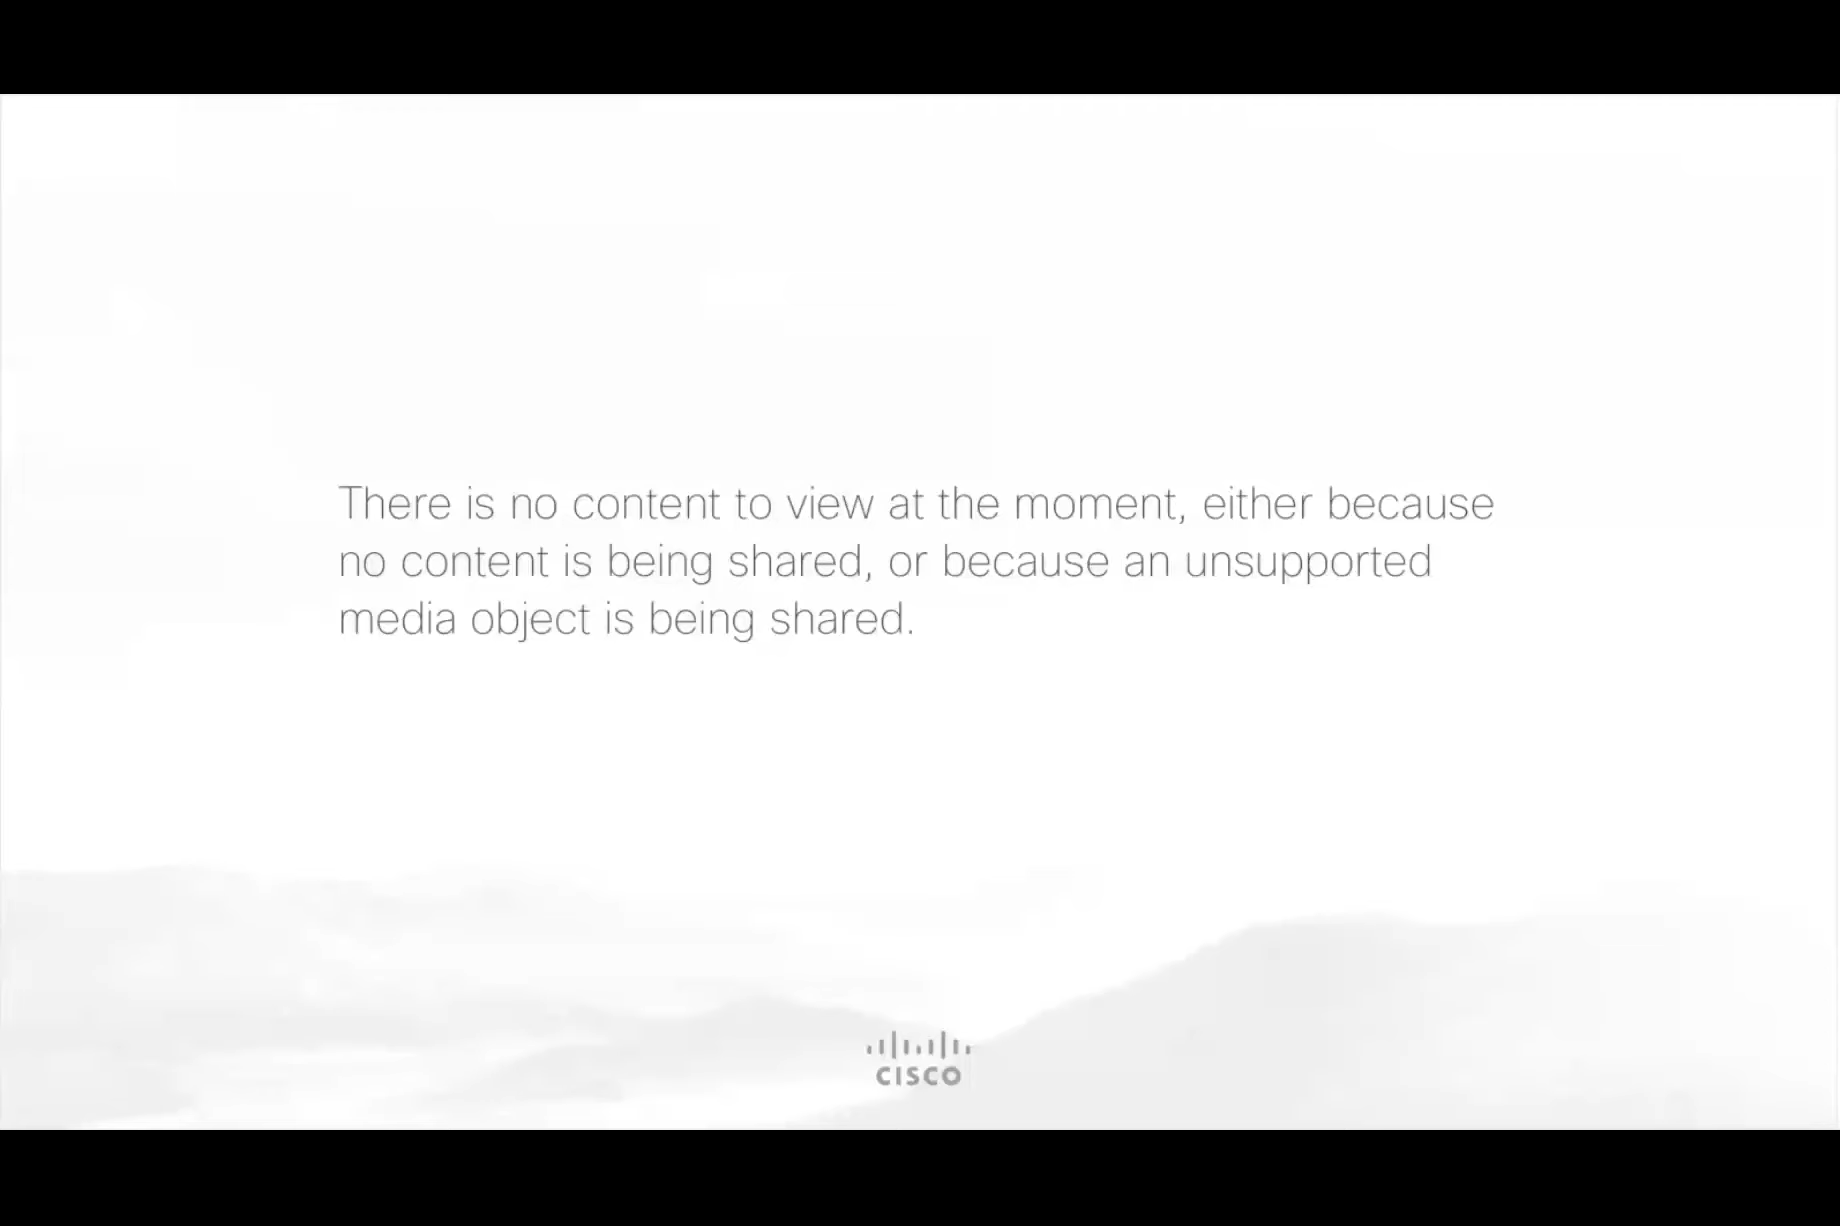 There is no content to view at the moment, either because
no content is being shared, or because an unsupported
media object is being shared.
CISCO